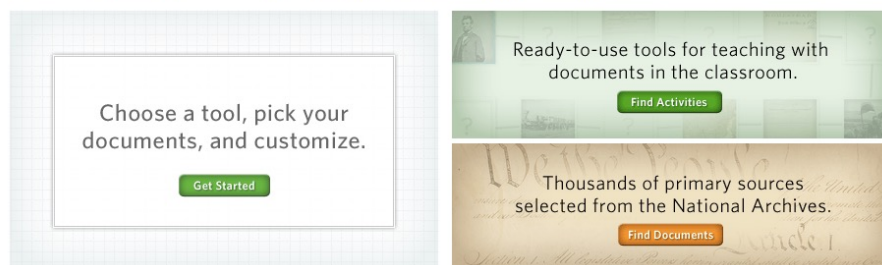 Choose a tool, pick your
documents, and customize.
Get Started
Ready-to-use tools for teaching with
documents in the classroom.
Find Activities
We the People
Thousands of primary sources
selected from the National Archives.
Find Documents
Article I